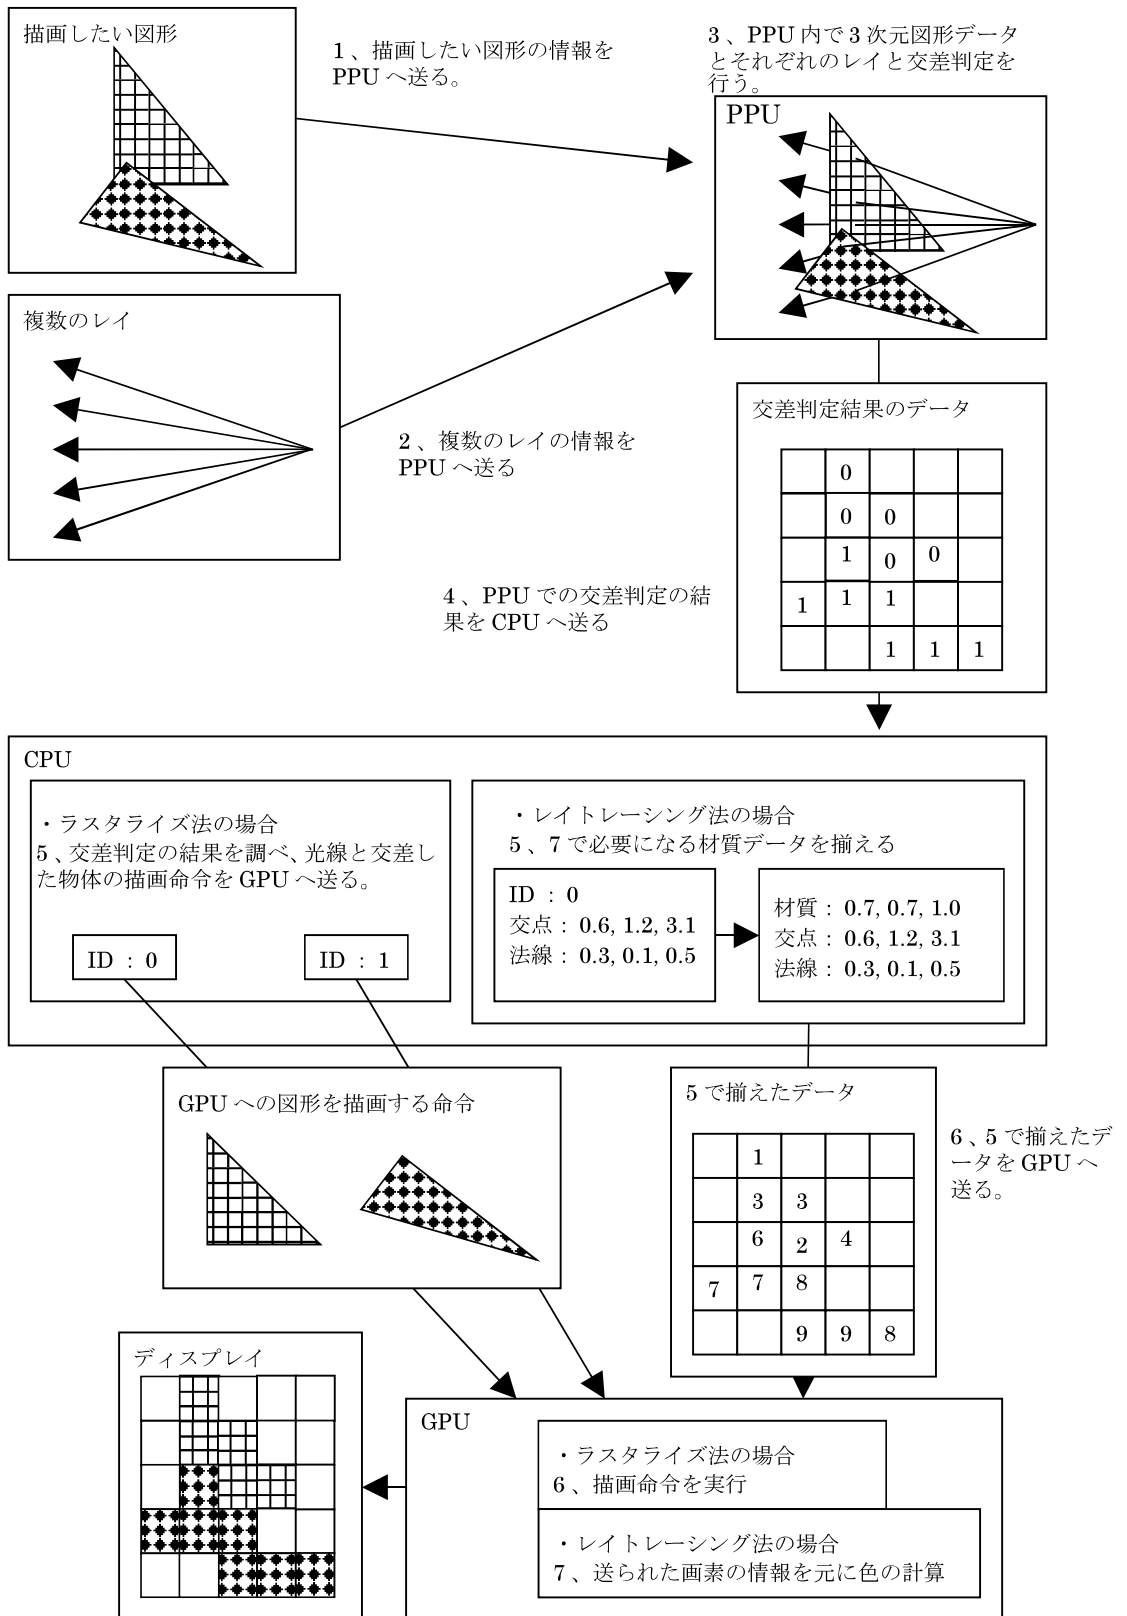 描画したい図形
1、描画したい図形の情報を
PPUへ送る。
3、PPU内で3次元図形データ
とそれぞれのレイと交差判定を
行う。
PPU
複数のレイ
2、複数のレイの情報を
PPUへ送る
交差判定結果のデータ
0
0 0
1 0 0
1 1 1
1 1 1
4、PPUでの交差判定の結
果をCPUへ送る
CPU
・ラスタライズ法の場合
5、交差判定の結果を調べ、光線と交差し
た物体の描画命令をGPUへ送る。
ID : 0
ID : 1
・レイトレーシング法の場合
5、7で必要になる材質データを揃える
ID : 0
交点 : 0.6, 1.2, 3.1
法線 : 0.3, 0.1, 0.5
材質 : 0.7, 0.7, 1.0
交点 : 0.6, 1.2, 3.1
法線 : 0.3, 0.1, 0.5
GPUへの図形を描画する命令
5で揃えたデータ
1
3 3
6 2 4
7 7 8
9 9 8
6、5で揃えたデ
ータをGPUへ
送る。
ディスプレイ
GPU
・ラスタライズ法の場合
6、描画命令を実行
・レイトレーシング法の場合
7、送られた画素の情報を元に色の計算